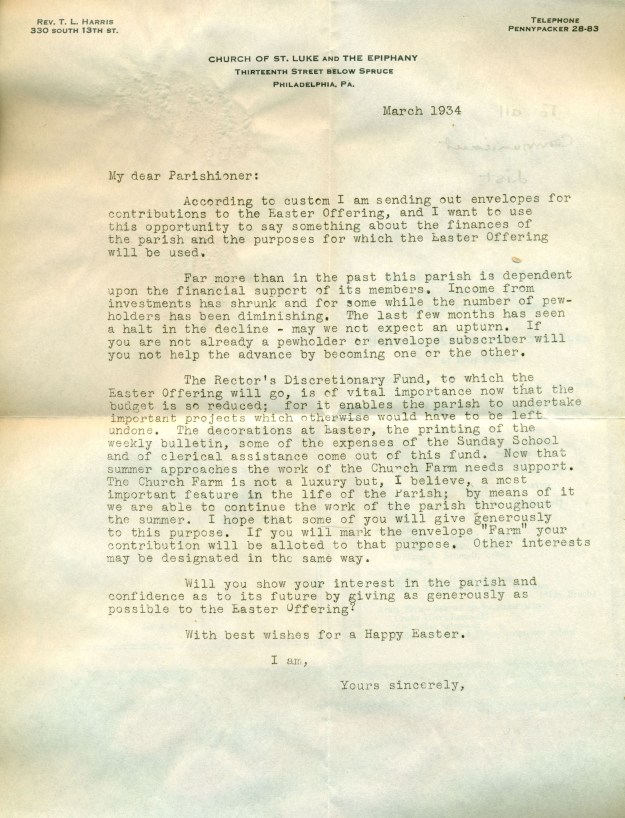 REV. T. L. HARRIS
330 SOUTH 13TH ST.
TELEPHONE
PENNYPACKER 28-83
CHURCH OF ST. LUKE AND THE EPIPHANY
THIRTEENTH STREET BELOW SPRUCE
PHILADELPHIA, PA.
March 1934
My dear Parishioner:
According to custom I am sending out envelopes for
contributions to the Easter Offering, and I want to use
this opportunity to say something about the finances of
the parish and the purposes for which the Easter Offering
will be used.
Far more than in the past this parish is dependent
upon the financial support of its members. Income from
investments has shrunk and for some while the number of pew-
holders has been diminishing. The last few months has seen
a halt in the decline - may we not expect an upturn. If
you are not already a pewholder or envelope subscriber will
you not help the advance by becoming one or the other.
The Rector's Discretionary Fund, to which the
Easter Offering will go, is of vital importance now that the
budget is so reduced; for it enables the parish to undertake
important projects which otherwise would have to be left
undone. The decorations at Easter, the printing of the
weekly bulletin, some of the expenses of the Sunday School
and of clerical assistance come out of this fund. Now that
summer approaches the work of the Church Farm needs support.
The Church Farm is not a luxury but, I believe, a most
important feature in the life of the Parish; by means of it
we are able to continue the work of the parish throughout
the summer. I hope that some of you will give generously
to this purpose. If you will mark the envelope "Farm" your
contribution will be alloted to that purpose. Other interests
may be designated in the same way.
Will you show your interest in the parish and
confidence as to its future by giving as generously as
possible to the Easter Offering?
With best wishes for a Happy Easter.
I am,
Yours sincerely,